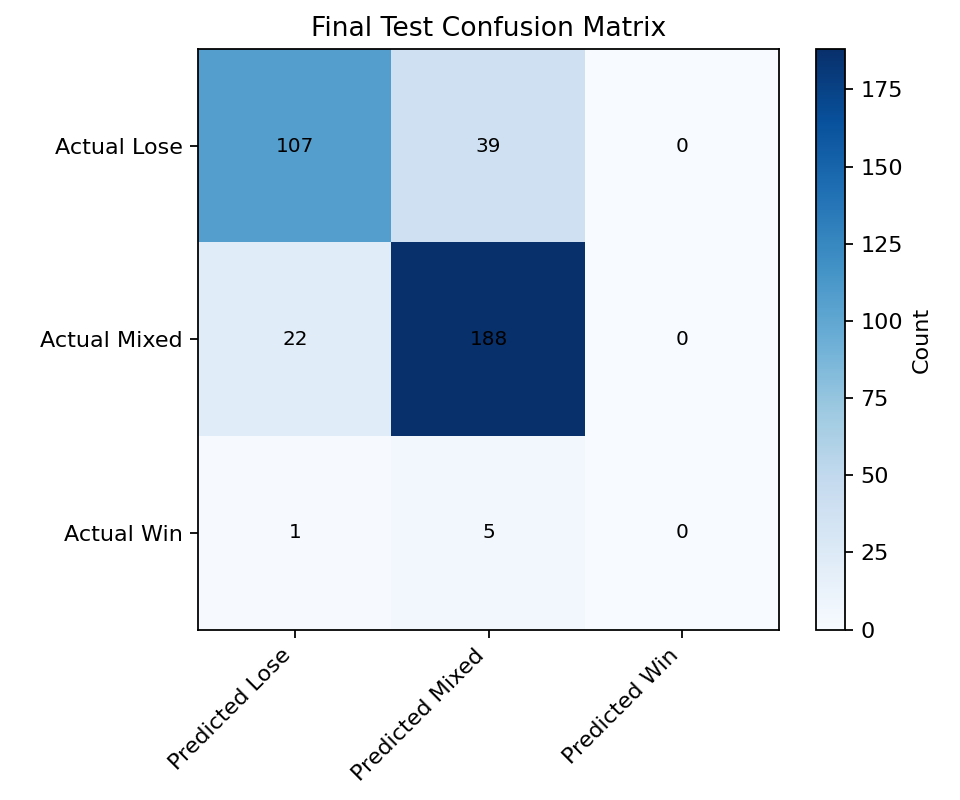 Final Test Confusion Matrix
Actual Lose
107
39
0
Actual Mixed
22
188
0
Actual Win
1
5
0
Predicted Lose
Predicted Mixed
Predicted Win
175
150
125
100
75
50
25
0
Count